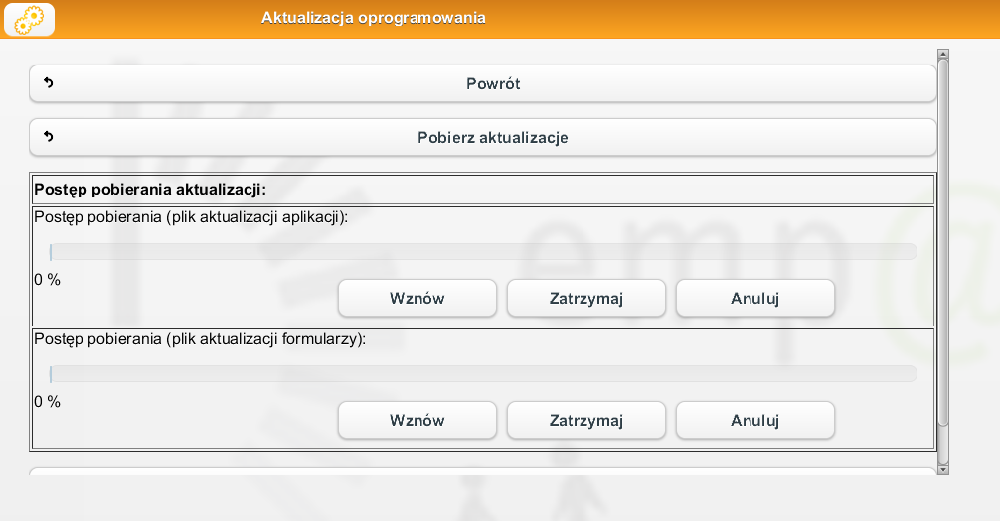 Aktualizacja oprogramowania
Powrót
Pobierz aktualizacje
Postęp pobierania aktualizacji:
Postęp pobierania (plik aktualizacji aplikacji):
0 %
Wznów Zatrzymaj Anuluj
Postęp pobierania (plik aktualizacji formularzy):
0 %
Wznów Zatrzymaj Anuluj
emp@